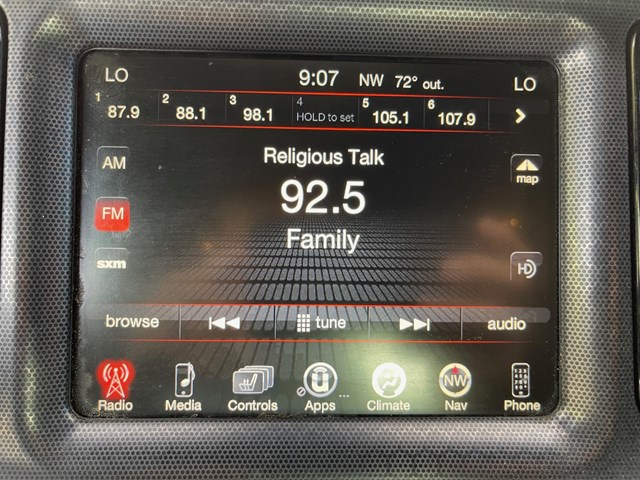 LO 9:07 NW 72° out. LO
1 87.9 2 88.1 3 98.1 4 HOLD to set 5 105.1 6 107.9
AM
Religious Talk
map
FM
92.5
Family
sxm
HD
browse tune audio
NW
Radio Media Controls Apps ... Climate Nav Phone